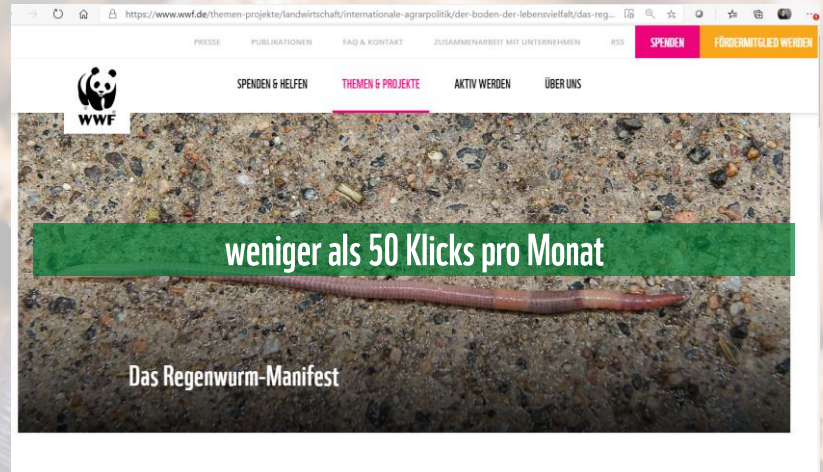 https://www.wwf.de/themen-projekte/landwirtschaft/internationale-agrarpolitik/der-boden-der-lebensvielfalt/das-reg...
PRESSE PUBLIKATIONEN FAQ & KONTAKT ZUSAMMENARBEIT MIT UNTERNEHMEN RSS SPENDEN FÖRDERMITGLIED WERDEN
WWF
SPENDEN & HELFEN THEMEN & PROJEKTE AKTIV WERDEN ÜBER UNS
weniger als 50 Klicks pro Monat
Das Regenwurm-Manifest